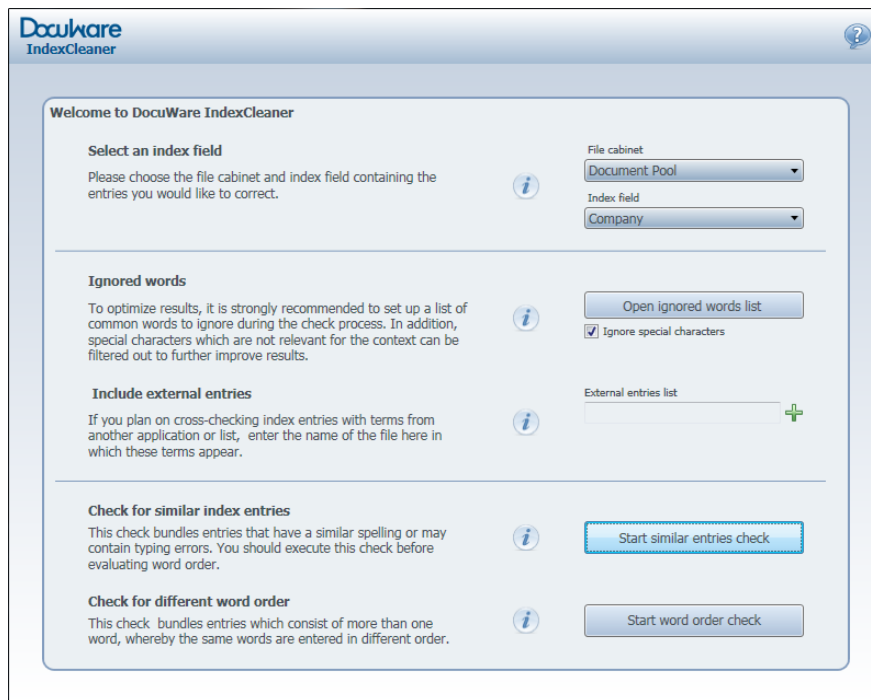 DocuWare
IndexCleaner
Welcome to DocuWare IndexCleaner
Select an index field
Please choose the file cabinet and index field containing the
entries you would like to correct.
File cabinet
Document Pool
Index field
Company
Ignored words
To optimize results, it is strongly recommended to set up a list of
common words to ignore during the check process. In addition,
special characters which are not relevant for the context can be
filtered out to further improve results.
Open ignored words list
Ignore special characters
Include external entries
If you plan on cross-checking index entries with terms from
another application or list, enter the name of the file here in
which these terms appear.
External entries list
Check for similar index entries
This check bundles entries that have a similar spelling or may
contain typing errors. You should execute this check before
evaluating word order.
Start similar entries check
Check for different word order
This check bundles entries which consist of more than one
word, whereby the same words are entered in different order.
Start word order check